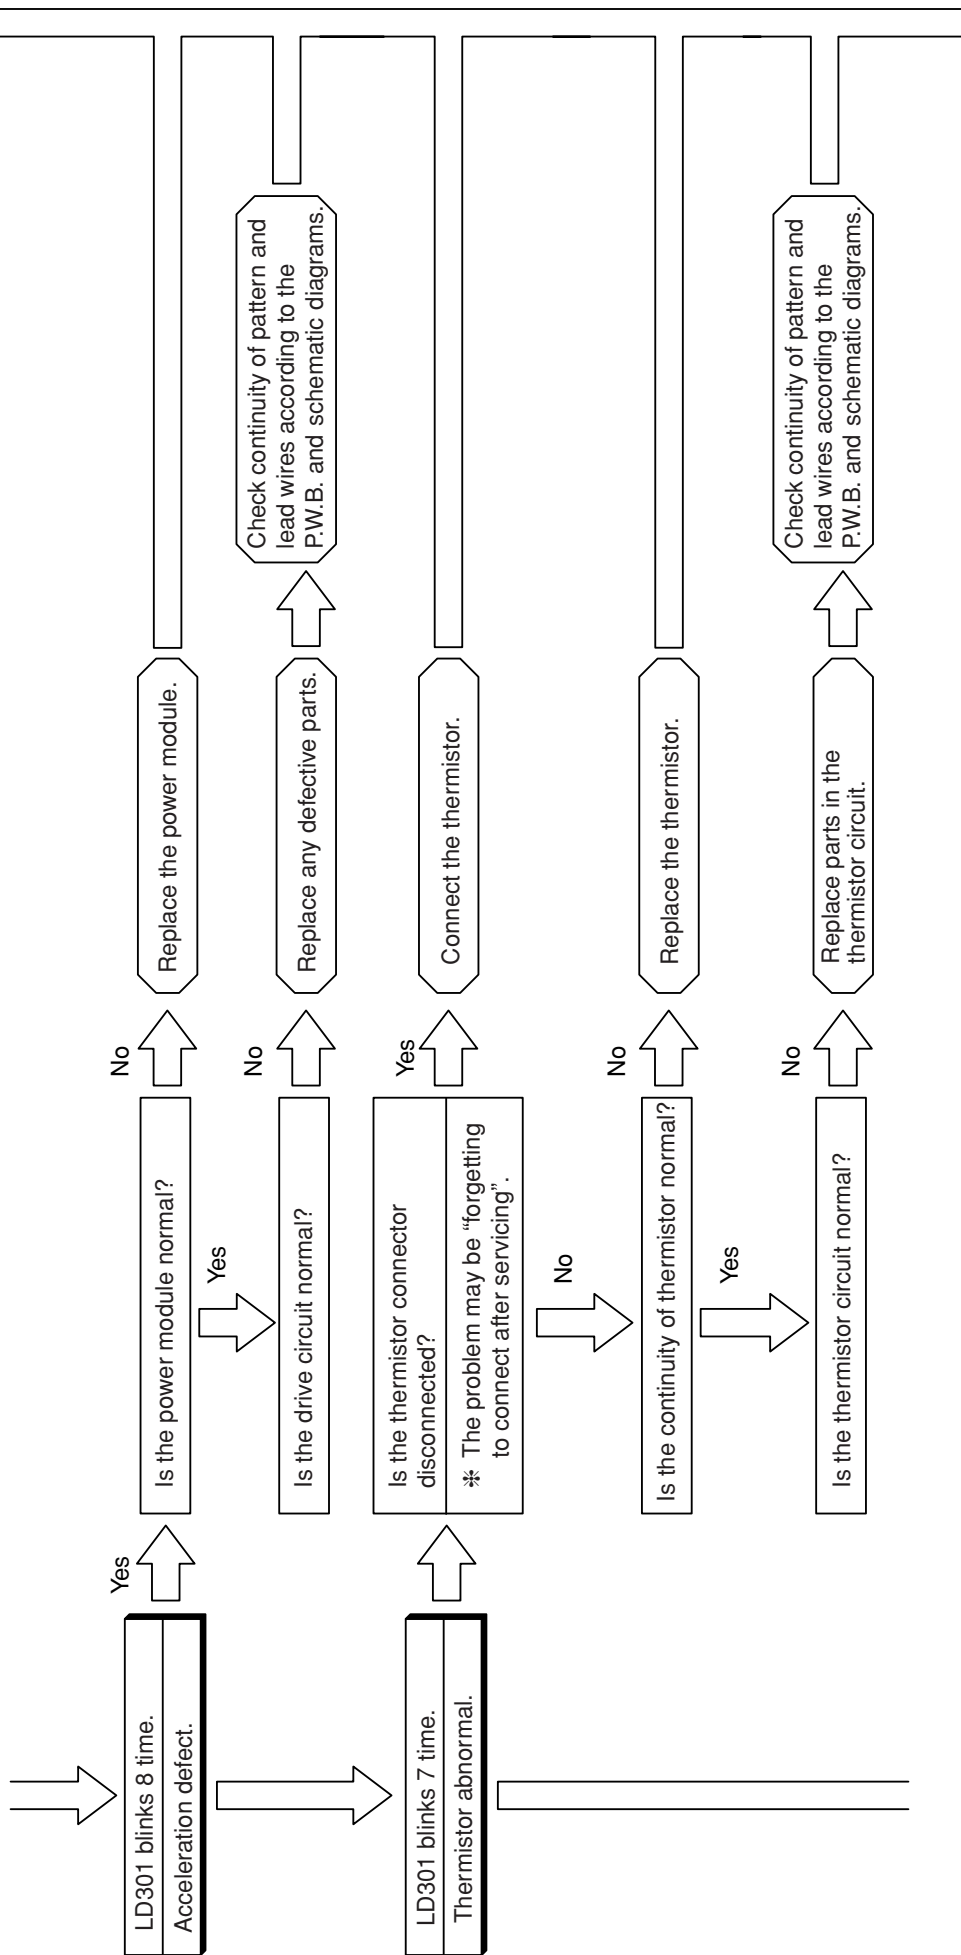 LD301 blinks 8 time.
Acceleration defect.
Yes
Is the power module normal?
No
Replace the power module.
Yes
Is the drive circuit normal?
No
Replace any defective parts.
Check continuity of pattern and
lead wires according to the
P.W.B. and schematic diagrams.
LD301 blinks 7 time.
Thermistor abnormal.
Is the thermistor connector
disconnected?
❉ The problem may be “forgetting
to connect after servicing”.
Yes
Connect the thermistor.
No
Is the continuity of thermistor normal?
No
Replace the thermistor.
Yes
Is the thermistor circuit normal?
No
Replace parts in the
thermistor circuit.
Check continuity of pattern and
lead wires according to the
P.W.B. and schematic diagrams.